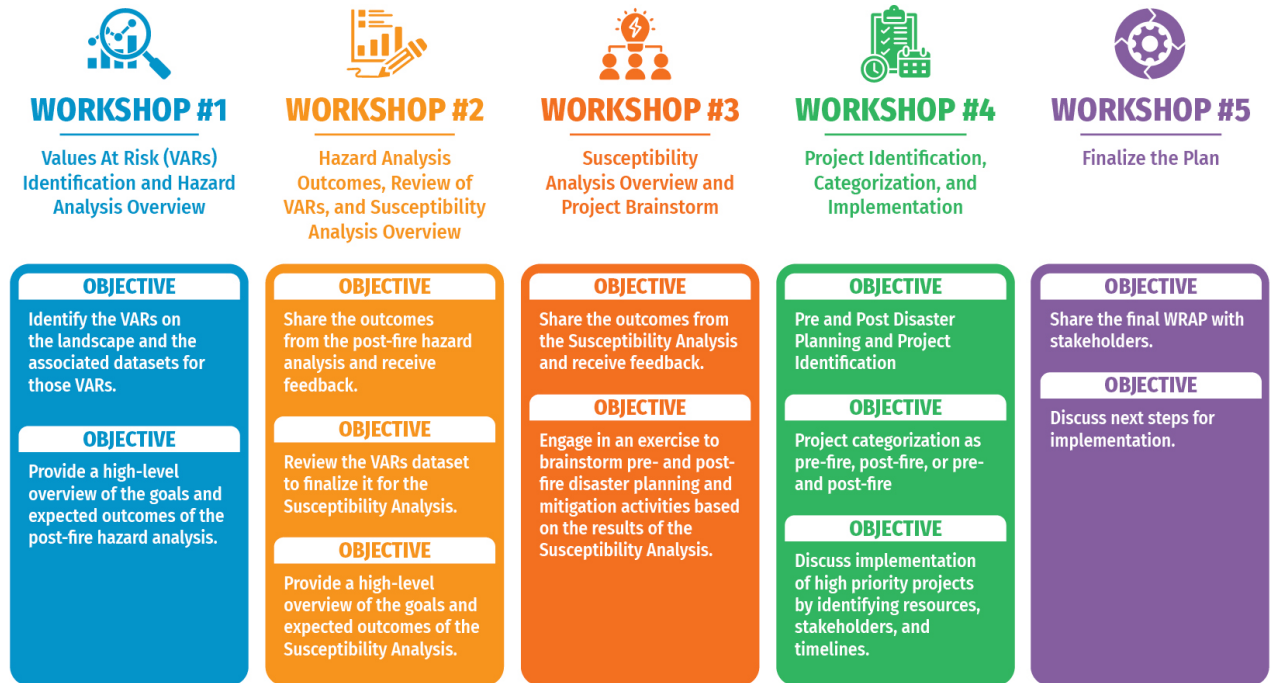 WORKSHOP #1
Values At Risk (VARs)
Identification and Hazard
Analysis Overview
OBJECTIVE
Identify the VARs on
the landscape and the
associated datasets for
those VARs.
OBJECTIVE
Provide a high-level
overview of the goals and
expected outcomes of the
post-fire hazard analysis.
WORKSHOP #2
Hazard Analysis
Outcomes, Review of
VARs, and Susceptibility
Analysis Overview
OBJECTIVE
Share the outcomes
from the post-fire hazard
analysis and receive
feedback.
OBJECTIVE
Review the VARs dataset
to finalize it for the
Susceptibility Analysis.
OBJECTIVE
Provide a high-level
overview of the goals and
expected outcomes of the
Susceptibility Analysis.
WORKSHOP #3
Susceptibility
Analysis Overview and
Project Brainstorm
OBJECTIVE
Share the outcomes from
the Susceptibility Analysis
and receive feedback.
OBJECTIVE
Engage in an exercise to
brainstorm pre- and post-
fire disaster planning and
mitigation activities based
on the results of the
Susceptibility Analysis.
WORKSHOP #4
Project Identification,
Categorization, and
Implementation
OBJECTIVE
Pre and Post Disaster
Planning and Project
Identification
OBJECTIVE
Project categorization as
pre-fire, post-fire, or pre-
and post-fire
OBJECTIVE
Discuss implementation
of high priority projects
by identifying resources,
stakeholders, and
timelines.
WORKSHOP #5
Finalize the Plan
OBJECTIVE
Share the final WRAP with
stakeholders.
OBJECTIVE
Discuss next steps for
implementation.